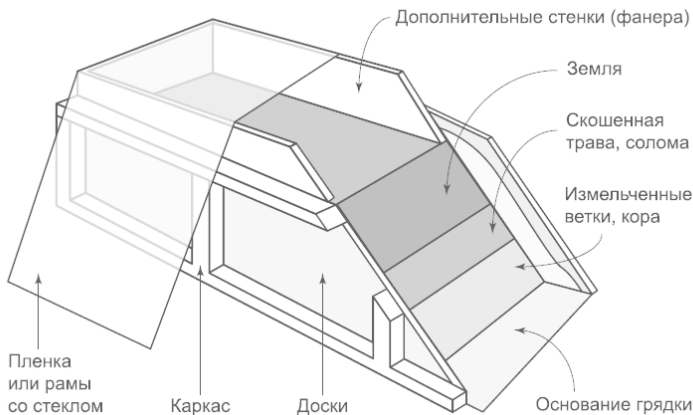 Дополнительные стенки (фанера)
Земля
Скошенная
трава, солома
Измельченные
ветки, кора
Пленка
или рамы
со стеклом
Каркас
Доски
Основание грядки